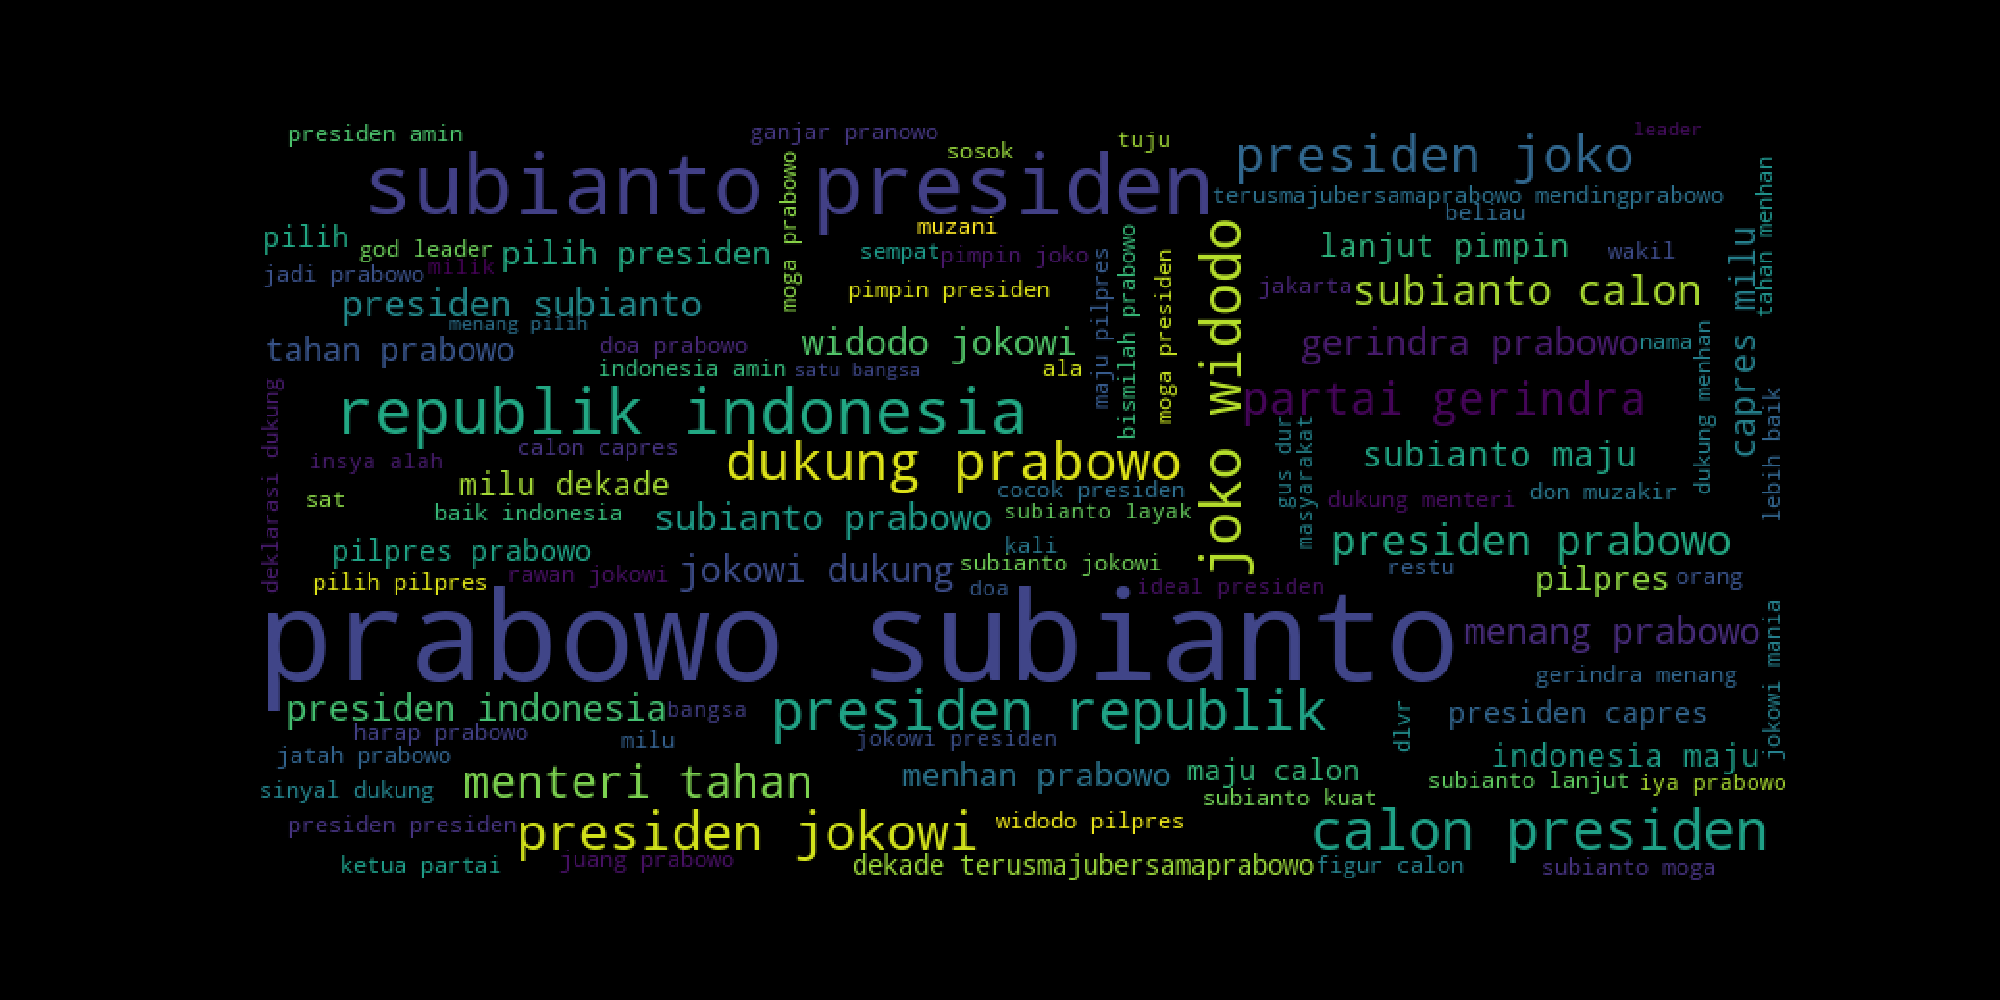 presiden amin
ganjar pranowo
sosok
tuju
leader
subianto presiden
presiden joko
terusmajubersamaprabowo mendingprabowo
beliau
moga prabowo
muzani
pilih
god leader
pilih presiden
sempat
pimpin joko
lanjut pimpin
wakil
tahan menhan
capres milu
jadi prabowo
milik
pimpin presiden
jakarta
subianto calon
presiden subianto
menang pilih
maju pilpres
bismilah prabowo
moga presiden
joko widodo
tahan prabowo
doa prabowo
widodo jokowi
gerindra prabowo
nama
indonesia amin
satu bangsa
ala
dukung menhan
lebih baik
deklarasi dukung
republik indonesia
partai gerindra
calon capres
gus dur
masyarakat
insya alah
dukung prabowo
subianto maju
milu dekade
cocok presiden
dukung menteri
don muzakir
sat
baik indonesia
subianto prabowo
subianto layak
pilpres prabowo
kali
presiden prabowo
pilih pilpres
rawan jokowi
jokowi dukung
subianto jokowi
restu
pilpres
orang
doa
ideal presiden
prabowo subianto
menang prabowo
jokowi mania
gerindra menang
presiden indonesia
bangsa
presiden republik
dlvr
presiden capres
harap prabowo
milu
jokowi presiden
jatah prabowo
indonesia maju
sinyal dukung
menteri tahan
menhan prabowo
maju calon
subianto lanjut
iya prabowo
subianto kuat
presiden presiden
presiden jokowi
widodo pilpres
calon presiden
ketua partai
juang prabowo
dekade terusmajubersamaprabowo
figur calon
subianto moga